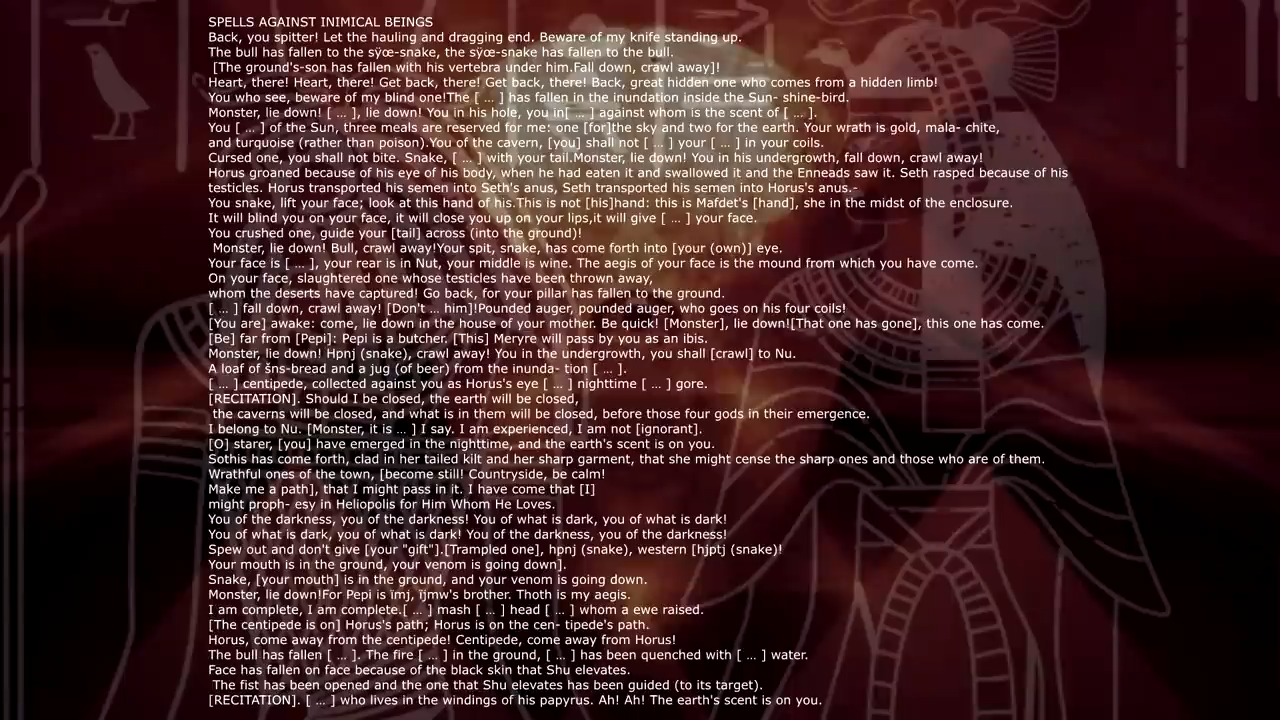 SPELLS AGAINST INIMICAL BEINGS
Back, you spitter! Let the hauling and dragging end. Beware of my knife standing up.
The bull has fallen to the sÿœ-snake, the sÿœ-snake has fallen to the bull.
[The ground's-son has fallen with his vertebra under him.Fall down, crawl away]!
Heart, there! Heart, there! Get back, there! Get back, there! Back, great hidden one who comes from a hidden limb!
You who see, beware of my blind one!The [ … ] has fallen in the inundation inside the Sun- shine-bird.
Monster, lie down! [ … ], lie down! You in his hole, you in[ … ] against whom is the scent of [ … ].
You [ … ] of the Sun, three meals are reserved for me: one [for]the sky and two for the earth. Your wrath is gold, mala- chite,
and turquoise (rather than poison).You of the cavern, [you] shall not [ … ] your [ … ] in your coils.
Cursed one, you shall not bite. Snake, [ … ] with your tail.Monster, lie down! You in his undergrowth, fall down, crawl away!
Horus groaned because of his eye of his body, when he had eaten it and swallowed it and the Enneads saw it. Seth rasped because of his
testicles. Horus transported his semen into Seth's anus, Seth transported his semen into Horus's anus.-
You snake, lift your face; look at this hand of his.This is not [his]hand: this is Mafdet's [hand], she in the midst of the enclosure.
It will blind you on your face, it will close you up on your lips,it will give [ … ] your face.
You crushed one, guide your [tail] across (into the ground)!
Monster, lie down! Bull, crawl away!Your spit, snake, has come forth into [your (own)] eye.
Your face is [ … ], your rear is in Nut, your middle is wine. The aegis of your face is the mound from which you have come.
On your face, slaughtered one whose testicles have been thrown away,
whom the deserts have captured! Go back, for your pillar has fallen to the ground.
[ … ] fall down, crawl away! [Don't … him]!Pounded auger, pounded auger, who goes on his four coils!
[You are] awake: come, lie down in the house of your mother. Be quick! [Monster], lie down![That one has gone], this one has come.
[Be] far from [Pepi]: Pepi is a butcher. [This] Meryre will pass by you as an ibis.
Monster, lie down! Hpnj (snake), crawl away! You in the undergrowth, you shall [crawl] to Nu.
A loaf of šns-bread and a jug (of beer) from the inunda- tion [ … ].
[ … ] centipede, collected against you as Horus's eye [ … ] nighttime [ … ] gore.
[RECITATION]. Should I be closed, the earth will be closed,
the caverns will be closed, and what is in them will be closed, before those four gods in their emergence.
I belong to Nu. [Monster, it is … ] I say. I am experienced, I am not [ignorant].
[O] starer, [you] have emerged in the nighttime, and the earth's scent is on you.
Sothis has come forth, clad in her tailed kilt and her sharp garment, that she might cense the sharp ones and those who are of them.
Wrathful ones of the town, [become still! Countryside, be calm!
Make me a path], that I might pass in it. I have come that [I]
might proph- esy in Heliopolis for Him Whom He Loves.
You of the darkness, you of the darkness! You of what is dark, you of what is dark!
You of what is dark, you of what is dark! You of the darkness, you of the darkness!
Spew out and don't give [your "gift"].[Trampled one], hpnj (snake), western [hjptj (snake)!
Your mouth is in the ground, your venom is going down].
Snake, [your mouth] is in the ground, and your venom is going down.
Monster, lie down!For Pepi is ïmj, ïjmw's brother. Thoth is my aegis.
I am complete, I am complete.[ … ] mash [ … ] head [ … ] whom a ewe raised.
[The centipede is on] Horus's path; Horus is on the cen- tipede's path.
Horus, come away from the centipede! Centipede, come away from Horus!
The bull has fallen [ … ]. The fire [ … ] in the ground, [ … ] has been quenched with [ … ] water.
Face has fallen on face because of the black skin that Shu elevates.
The fist has been opened and the one that Shu elevates has been guided (to its target).
[RECITATION]. [ … ] who lives in the windings of his papyrus. Ah! Ah! The earth's scent is on you.